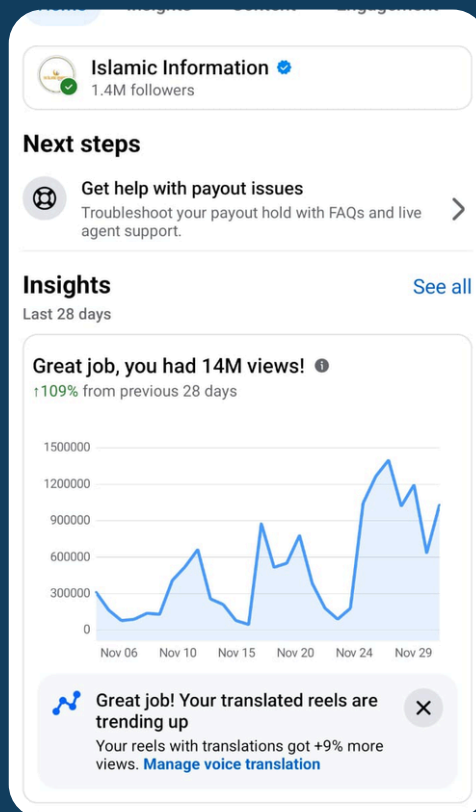 Home Insights Content Engagement
Islamic Information
1.4M followers
Next steps
Get help with payout issues
Troubleshoot your payout hold with FAQs and live
agent support.
Insights
See all
Last 28 days
Great job, you had 14M views!
↑109% from previous 28 days
1500000
1200000
900000
600000
300000
0
Nov 06 Nov 10 Nov 15 Nov 20 Nov 24 Nov 29
Great job! Your translated reels are
trending up
Your reels with translations got +9% more
views. Manage voice translation